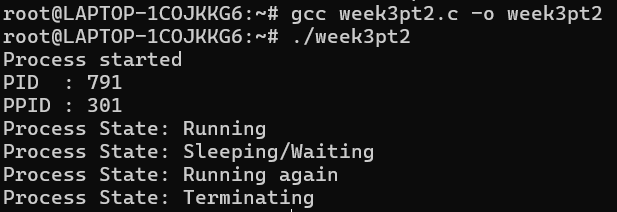 root@LAPTOP-1COJKKG6:~# gcc week3pt2.c -o week3pt2
root@LAPTOP-1COJKKG6:~# ./week3pt2
Process started
PID  : 791
PPID : 301
Process State: Running
Process State: Sleeping/Waiting
Process State: Running again
Process State: Terminating